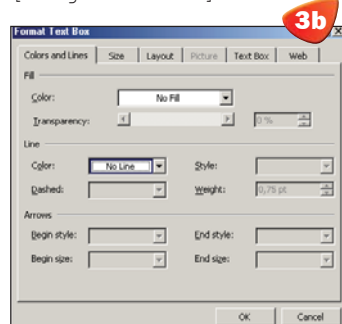 3b
Format Text Box
Colors and Lines Size Layout Picture Text Box Web
Fill
Color: No Fill
Transparency: 0 %
Line
Color: No Line Style:
Dashed: Weight: 0,75 pt
Arrows
Begin style: End style:
Begin size: End size:
OK Cancel